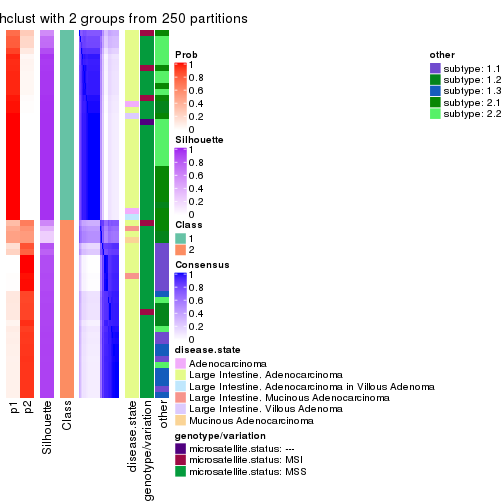 hclust with 2 groups from 250 partitions
Prob
1
0.8
0.6
0.4
0.2
0
Silhouette
1
0.8
0.6
0.4
0.2
0
Class
1
2
Consensus
1
0.8
0.6
0.4
0.2
0
disease.state
Adenocarcinoma
Large Intestine. Adenocarcinoma
Large Intestine. Adenocarcinoma in Villous Adenoma
Large Intestine. Mucinous Adenocarcinoma
Large Intestine. Villous Adenoma
Mucinous Adenocarcinoma
genotype/variation
microsatellite.status: ---
microsatellite.status: MSI
microsatellite.status: MSS
other
subtype: 1.1
subtype: 1.2
subtype: 1.3
subtype: 2.1
subtype: 2.2
p1
p2
Silhouette
Class
disease.state
genotype/variation
other